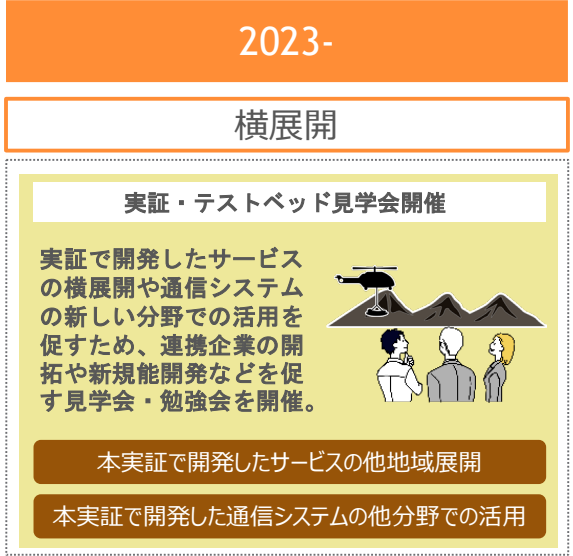 2023-
横展開
実証・テストベッド見学会開催
実証で開発したサービス
の横展開や通信システム
の新しい分野での活用を
促すため、連携企業の開
拓や新規能開発などを促
す見学会・勉強会を開催。
本実証で開発したサービスの他地域展開
本実証で開発した通信システムの他分野での活用